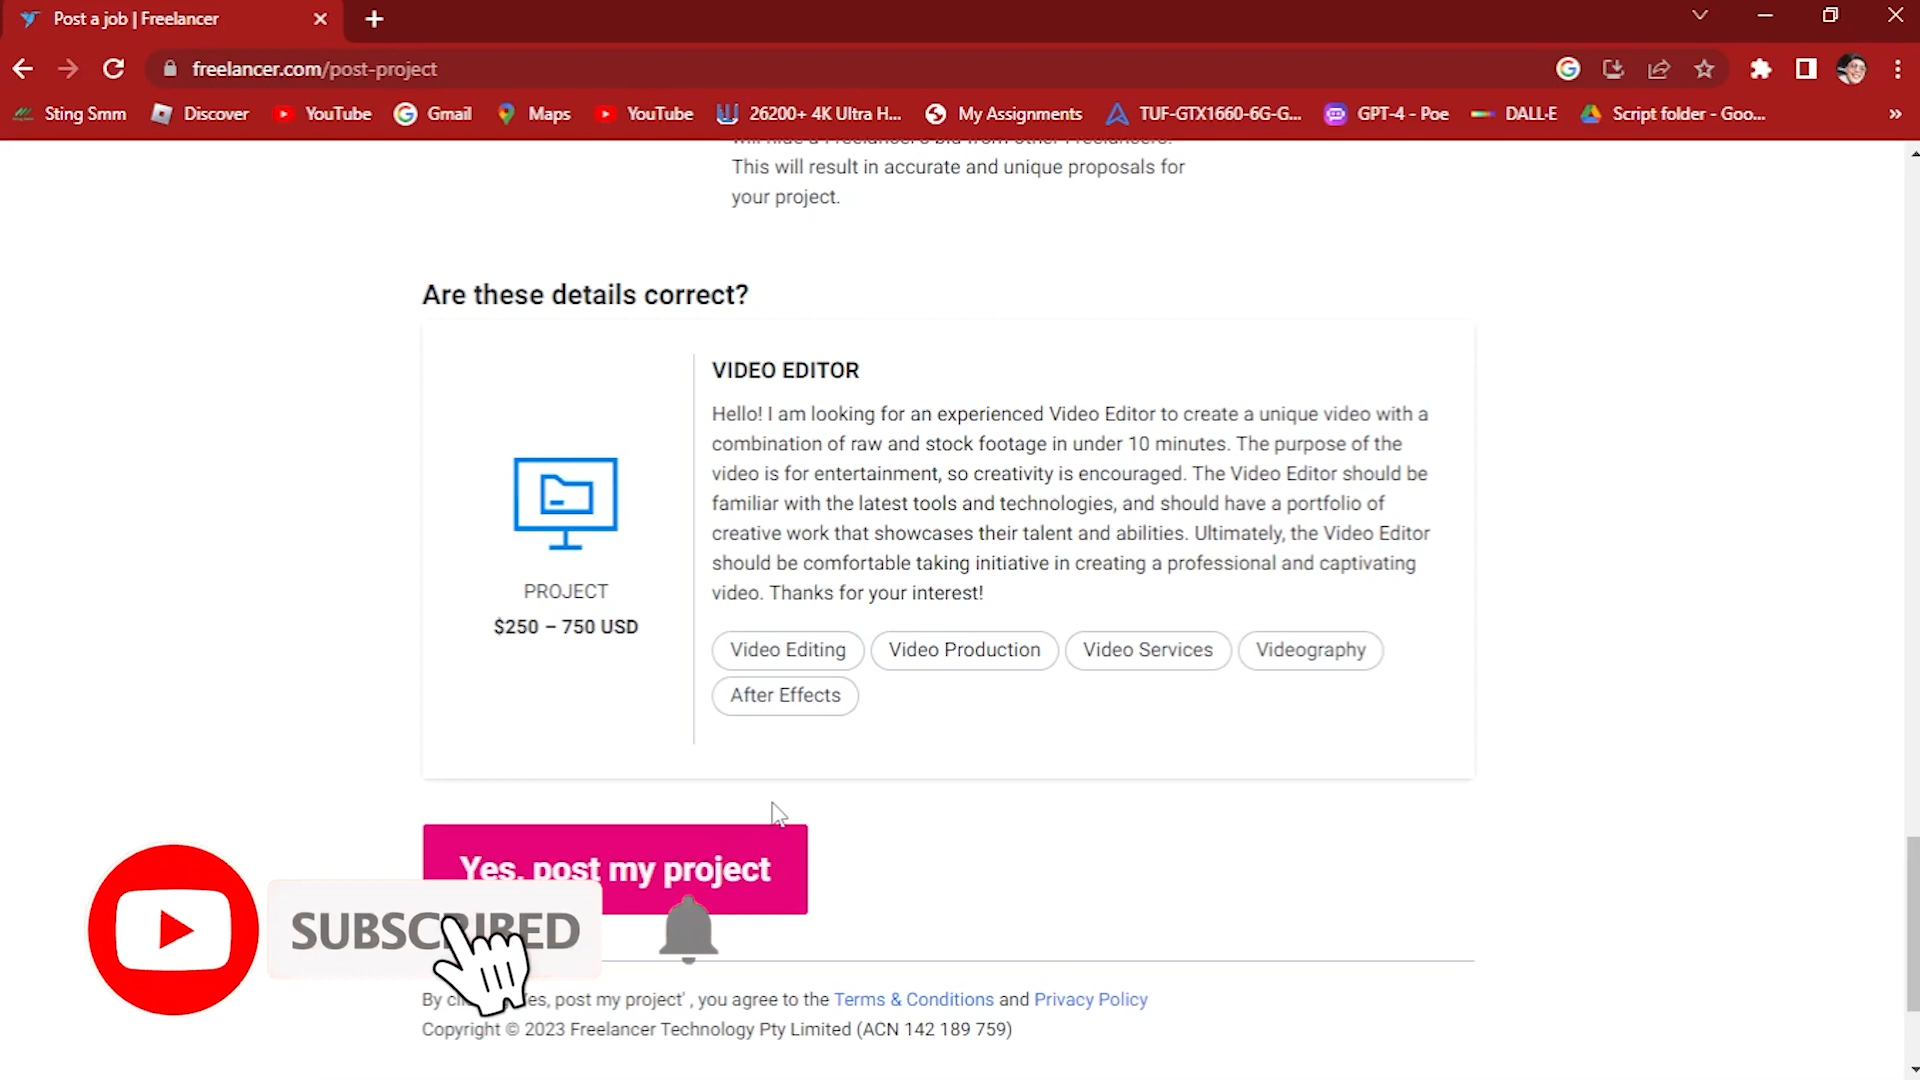 Post a job | Freelancer
freelancer.com/post-project
Sting Smm Discover YouTube Gmail Maps YouTube 26200+ 4K Ultra H... My Assignments TUF-GTX1660-6G-G... GPT-4 - Poe DALL·E Script folder - Goo... »
will hide a Freelancer's bid from other Freelancers.
This will result in accurate and unique proposals for
your project.
Are these details correct?
PROJECT
$250 – 750 USD
VIDEO EDITOR
Hello! I am looking for an experienced Video Editor to create a unique video with a
combination of raw and stock footage in under 10 minutes. The purpose of the
video is for entertainment, so creativity is encouraged. The Video Editor should be
familiar with the latest tools and technologies, and should have a portfolio of
creative work that showcases their talent and abilities. Ultimately, the Video Editor
should be comfortable taking initiative in creating a professional and captivating
video. Thanks for your interest!
Video Editing Video Production Video Services Videography
After Effects
Yes, post my project
SUBSCRIBED
By es, post my project' , you agree to the Terms & Conditions and Privacy Policy
Copyright © 2023 Freelancer Technology Pty Limited (ACN 142 189 759)